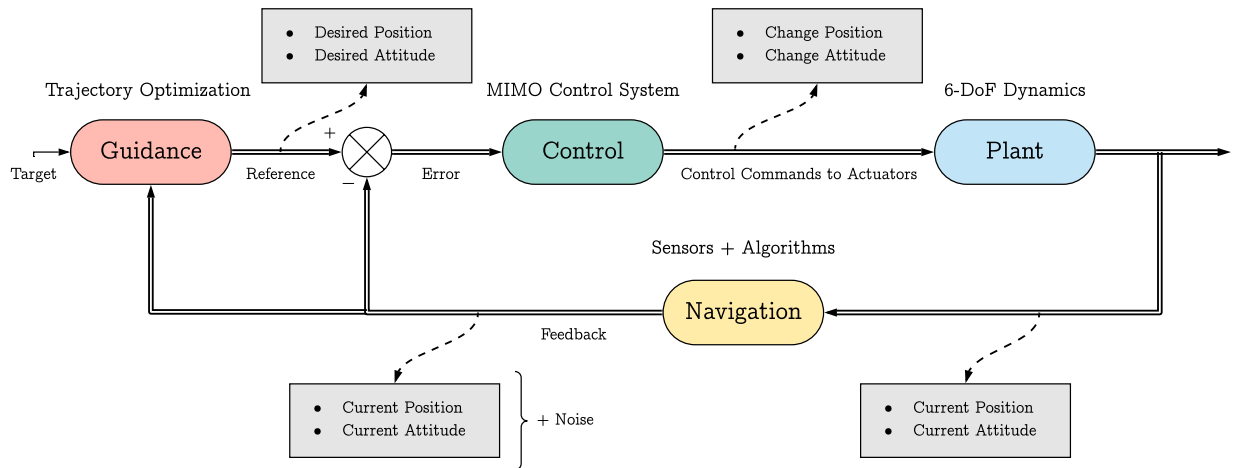 • Desired Position
• Desired Attitude
• Change Position
• Change Attitude
Trajectory Optimization
MIMO Control System
6-DoF Dynamics
+
Guidance
Control
Plant
Target
Reference
−
Error
Control Commands to Actuators
Sensors + Algorithms
Navigation
Feedback
• Current Position
• Current Attitude
+ Noise
• Current Position
• Current Attitude